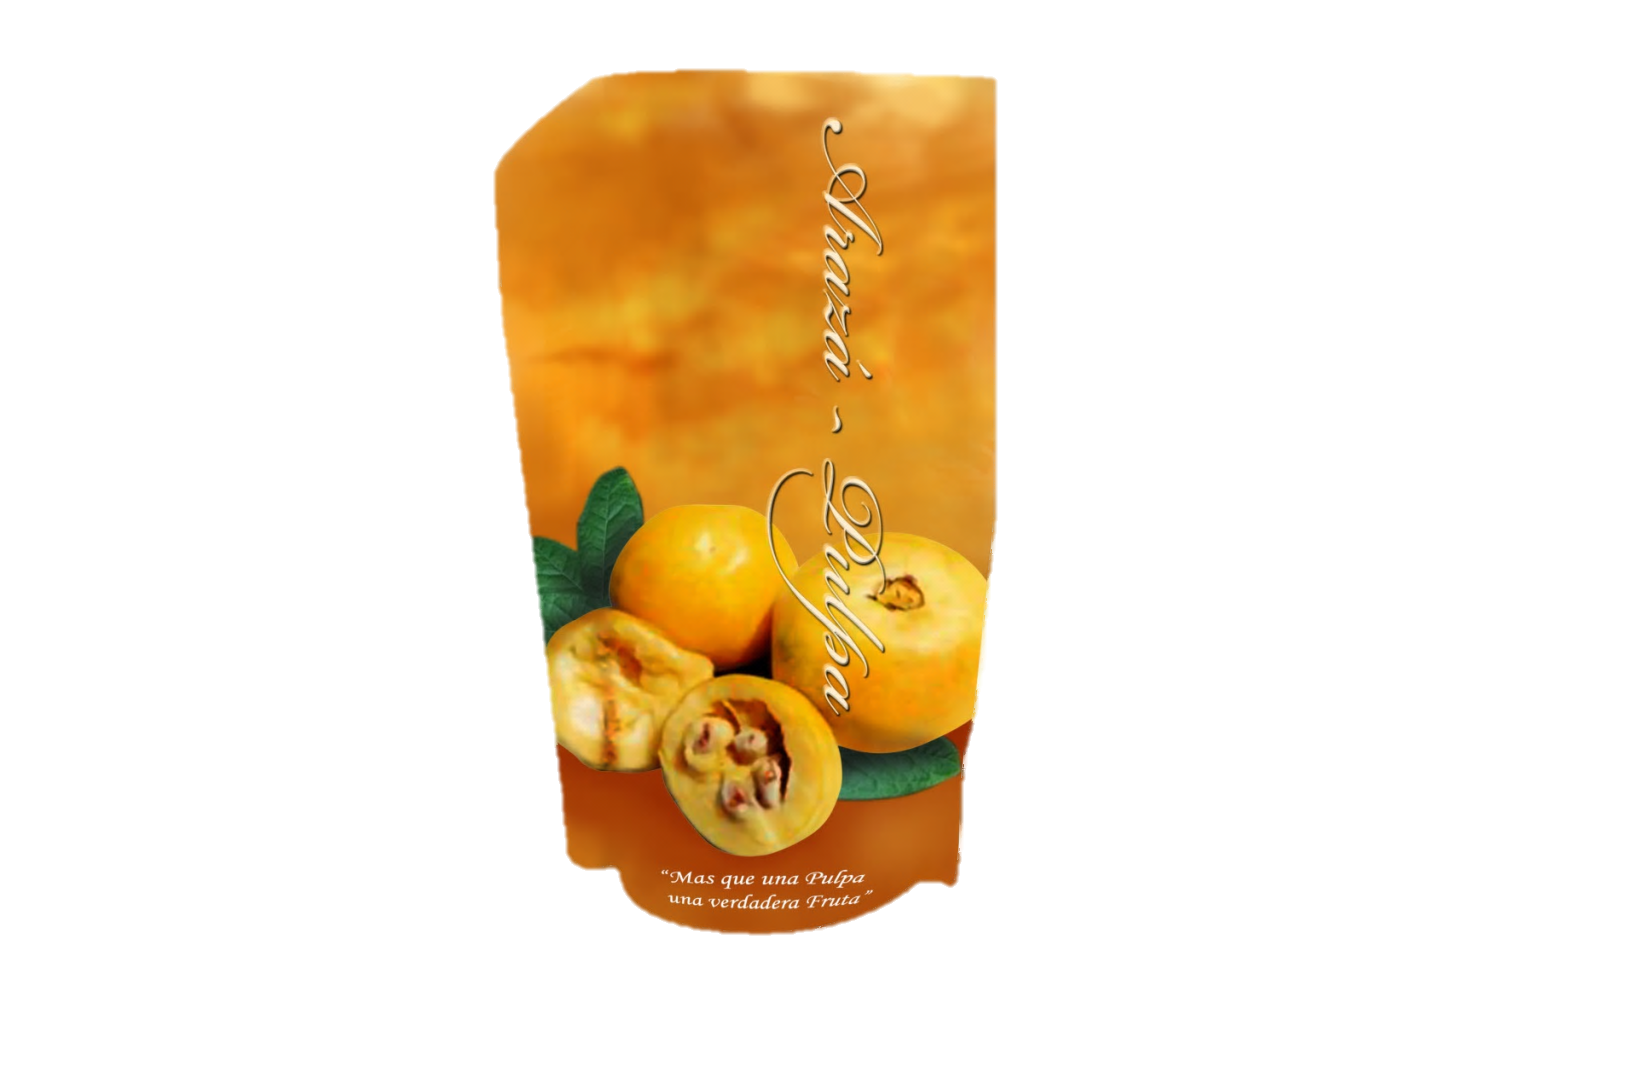 Arazá ~ Pulpa
“Mas que una Pulpa
una verdadera Fruta”